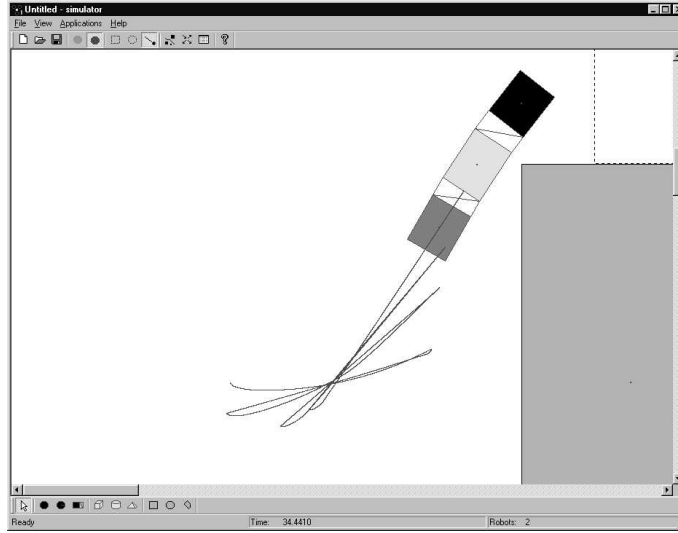 Untitled - simulator
File View Applications Help
Ready Time: 34.4410 Robots: 2